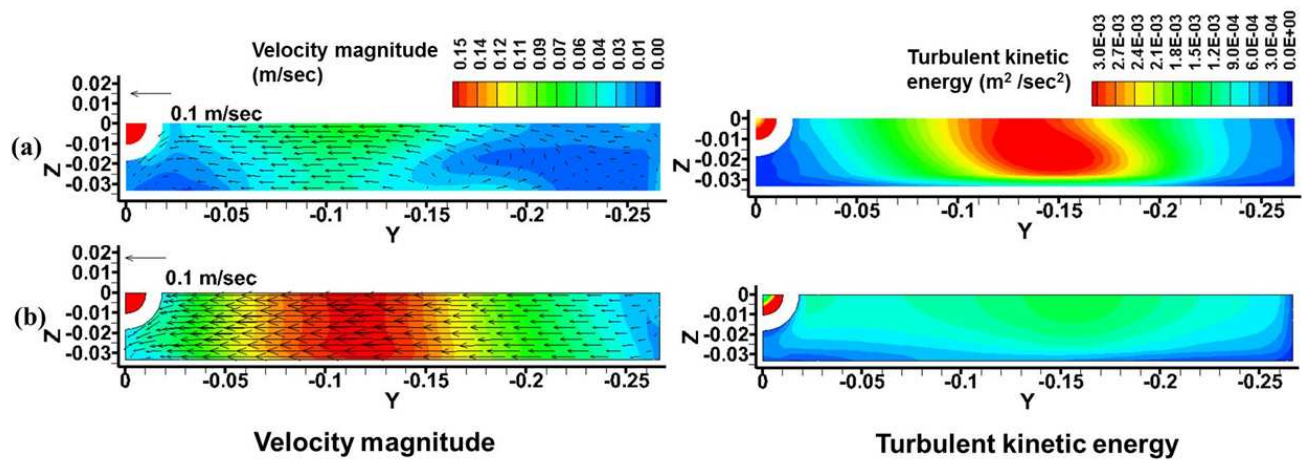 Velocity magnitude
(m/sec)
0.15 0.14 0.12 0.11 0.09 0.07 0.06 0.04 0.03 0.01 0.00
Turbulent kinetic
energy (m² /sec²)
3.0E-03 2.7E-03 2.4E-03 2.1E-03 1.8E-03 1.5E-03 1.2E-03 9.0E-04 6.0E-04 3.0E-04 0.0E+00
(a)
0.02
0.01
0.1 m/sec
0
-0.01
-0.02
-0.03
Z
0 -0.05 -0.1 -0.15 -0.2 -0.25
Y
0.02
0.01
0
-0.01
-0.02
-0.03
Z
0 -0.05 -0.1 -0.15 -0.2 -0.25
Y
(b)
0.02
0.01
0.1 m/sec
0
-0.01
-0.02
-0.03
Z
0 -0.05 -0.1 -0.15 -0.2 -0.25
Y
0.02
0.01
0
-0.01
-0.02
-0.03
Z
0 -0.05 -0.1 -0.15 -0.2 -0.25
Y
Velocity magnitude
Turbulent kinetic energy